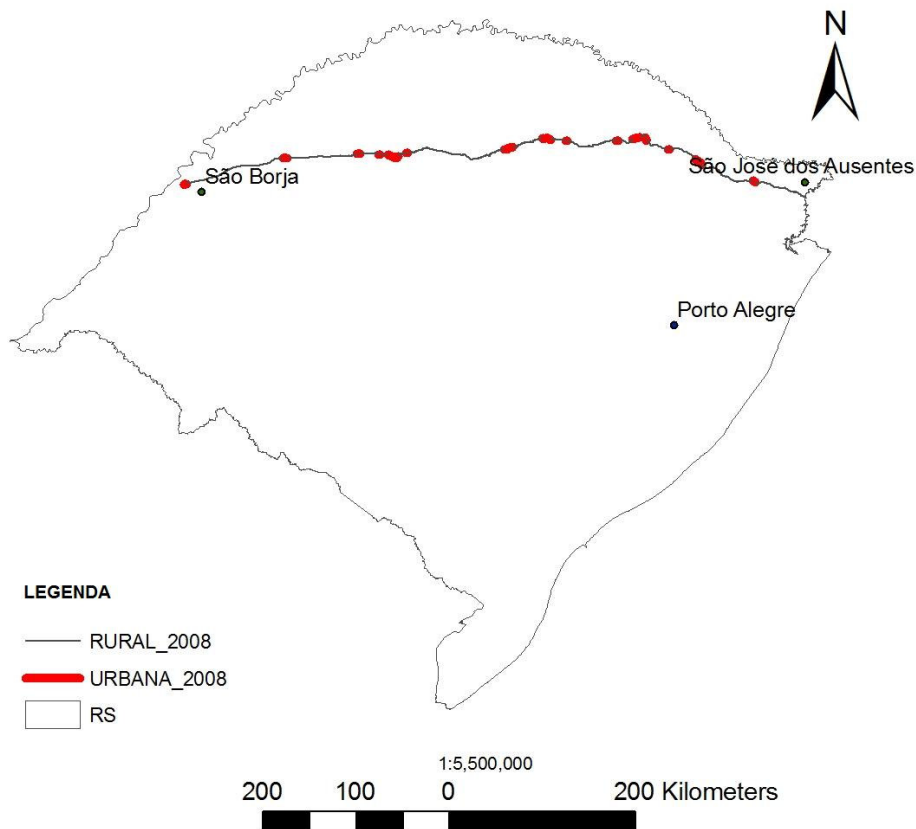 N
São Borja
São José dos Ausentes
Porto Alegre
LEGENDA
RURAL_2008
URBANA_2008
RS
1:5,500,000
200 100 0 200 Kilometers